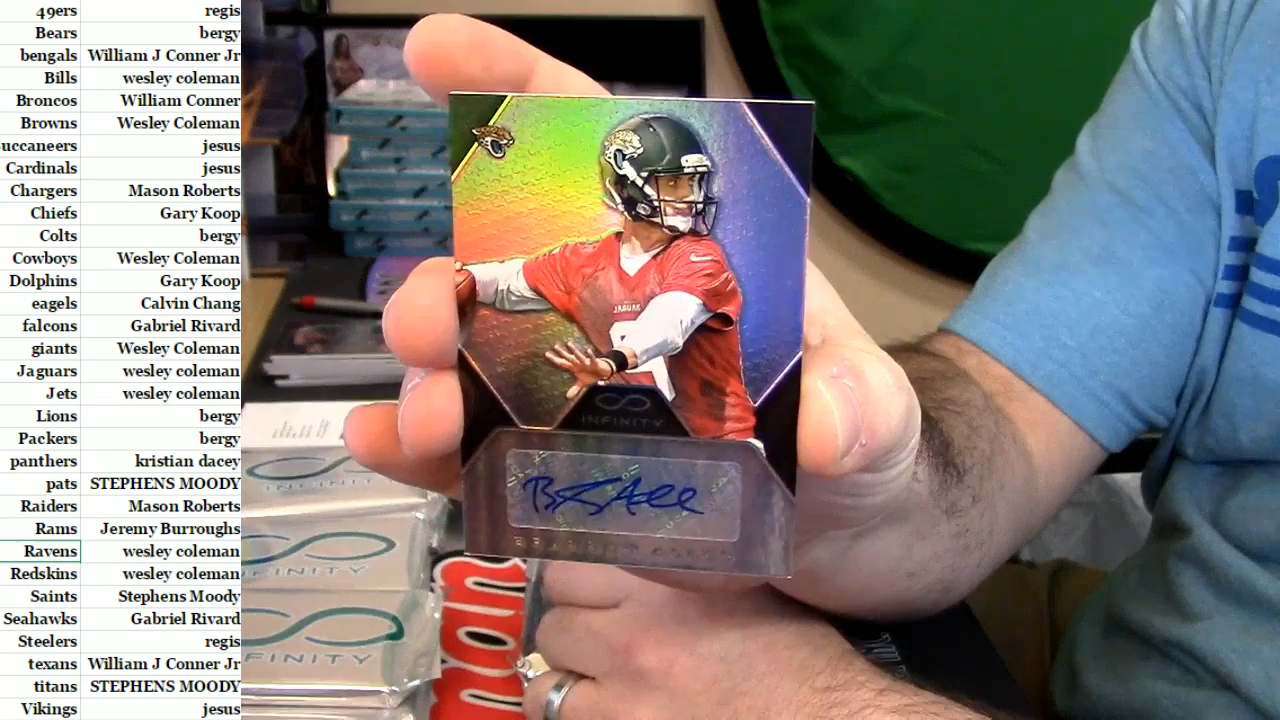 49ers regis
Bears bergy
bengals William J Conner Jr
Bills wesley coleman
Broncos William Conner
Browns Wesley Coleman
uccaneers jesus
Cardinals jesus
Chargers Mason Roberts
Chiefs Gary Koop
Colts bergy
Cowboys Wesley Coleman
Dolphins Gary Koop
eagels Calvin Chang
falcons Gabriel Rivard
giants Wesley Coleman
Jaguars wesley coleman
Jets wesley coleman
Lions bergy
Packers bergy
panthers kristian dacey
pats STEPHENS MOODY
Raiders Mason Roberts
Rams Jeremy Burroughs
Ravens wesley coleman
Redskins wesley coleman
Saints Stephens Moody
Seahawks Gabriel Rivard
Steelers regis
texans William J Conner Jr
titans STEPHENS MOODY
Vikings jesus
INFINITY
INFINITY
INFINITY
INFINITY